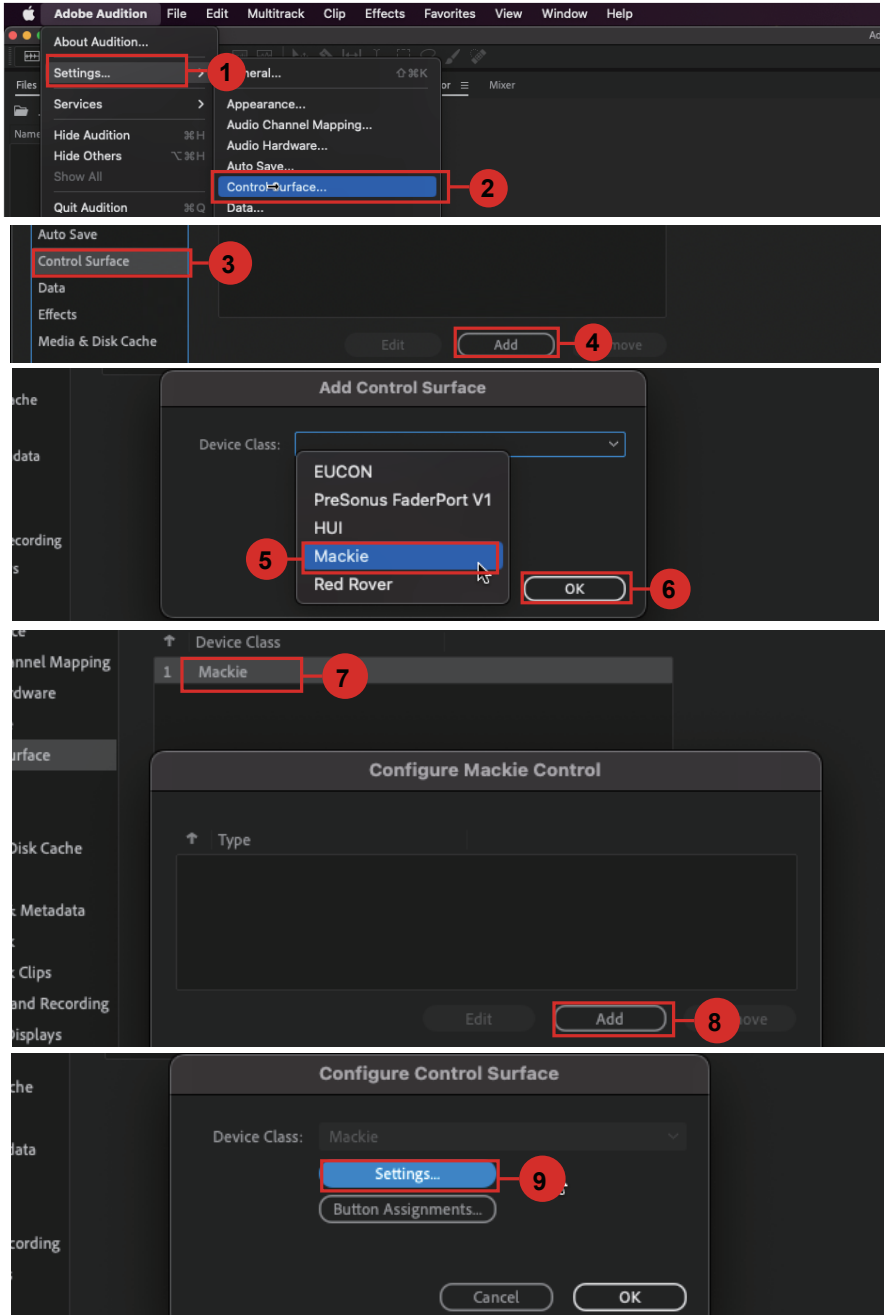 Adobe Audition File Edit Multitrack Clip Effects Favorites View Window Help
About Audition...
Settings...
1
⇧⌘K
Files
Mixer
Services
Appearance...
Audio Channel Mapping...
Hide Audition ⌘H
Audio Hardware...
Hide Others ⌥⌘H
Auto Save...
Show All
Control Surface...
2
Quit Audition ⌘Q
Data...
Auto Save
Control Surface
3
Data
Effects
Media & Disk Cache
Edit
Add
4
Add Control Surface
Device Class:
EUCON
PreSonus FaderPort V1
HUI
5
Mackie
Red Rover
OK
6
Device Class
1 Mackie
7
Configure Mackie Control
Type
Disk Cache
& Metadata
Clips
and Recording
Displays
Edit
Add
8
Configure Control Surface
Device Class: Mackie
Settings...
9
Button Assignments...
Cancel
OK